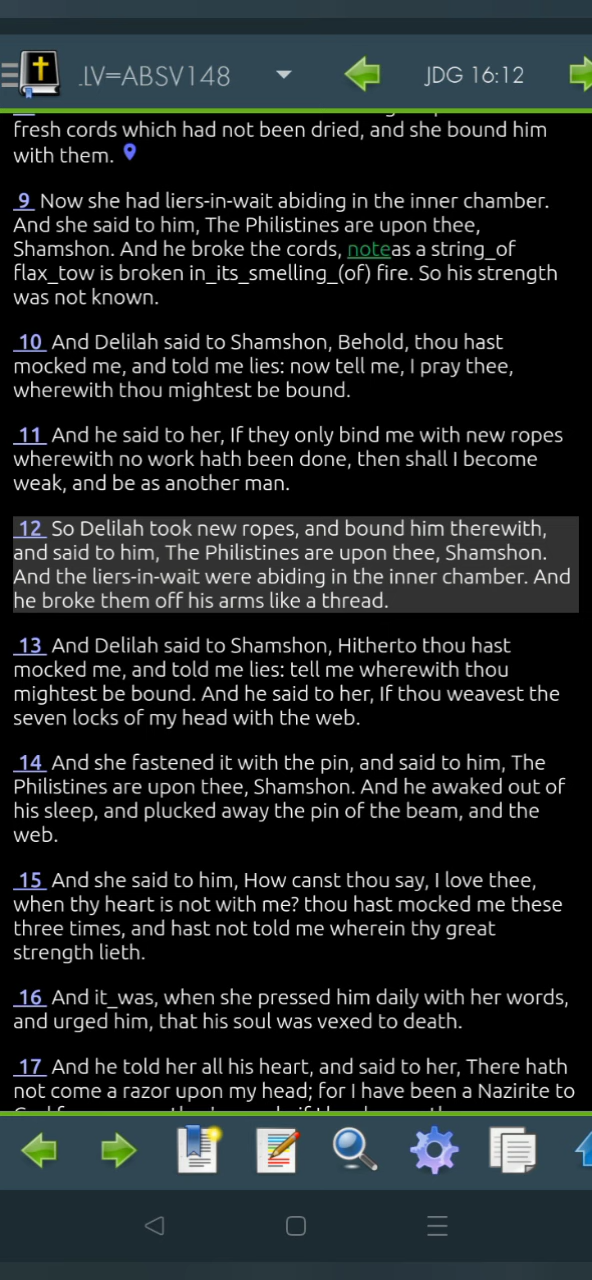 .LV=ABSV148
JDG 16:12
fresh cords which had not been dried, and she bound him
with them.
9 Now she had liers-in-wait abiding in the inner chamber.
And she said to him, The Philistines are upon thee,
Shamshon. And he broke the cords, noteas a string_of
flax_tow is broken in_its_smelling_(of) fire. So his strength
was not known.
10 And Delilah said to Shamshon, Behold, thou hast
mocked me, and told me lies: now tell me, I pray thee,
wherewith thou mightest be bound.
11 And he said to her, If they only bind me with new ropes
wherewith no work hath been done, then shall I become
weak, and be as another man.
12 So Delilah took new ropes, and bound him therewith,
and said to him, The Philistines are upon thee, Shamshon.
And the liers-in-wait were abiding in the inner chamber. And
he broke them off his arms like a thread.
13 And Delilah said to Shamshon, Hitherto thou hast
mocked me, and told me lies: tell me wherewith thou
mightest be bound. And he said to her, If thou weavest the
seven locks of my head with the web.
14 And she fastened it with the pin, and said to him, The
Philistines are upon thee, Shamshon. And he awaked out of
his sleep, and plucked away the pin of the beam, and the
web.
15 And she said to him, How canst thou say, I love thee,
when thy heart is not with me? thou hast mocked me these
three times, and hast not told me wherein thy great
strength lieth.
16 And it_was, when she pressed him daily with her words,
and urged him, that his soul was vexed to death.
17 And he told her all his heart, and said to her, There hath
not come a razor upon my head; for I have been a Nazirite to